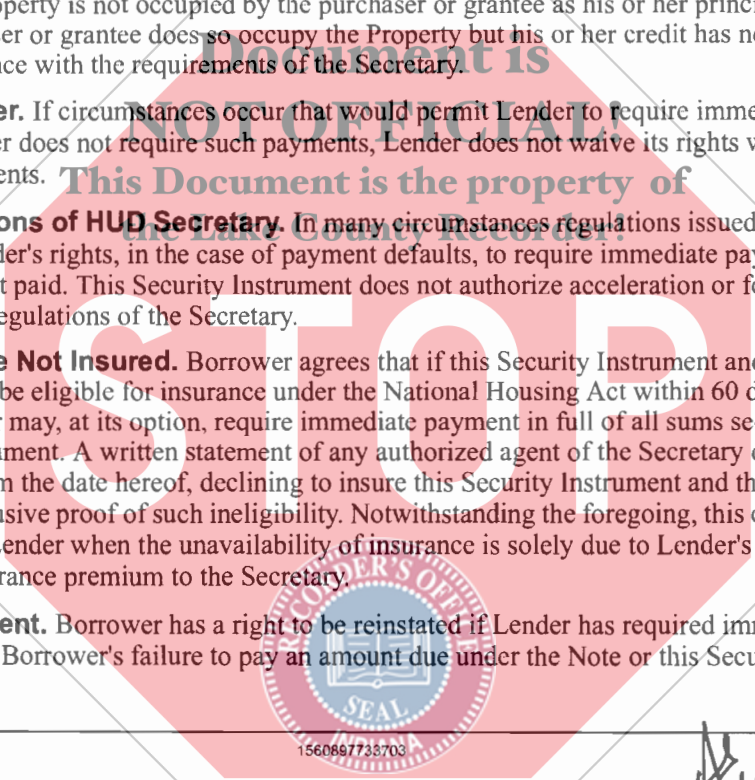 operty is not occupied by the purchaser or grantee as his or her princi
er or grantee does so occupy the Property but his or her credit has no
nce with the requirements of the Secretary.
Document is
er. If circumstances occur that would permit Lender to require imme
NOT OFFICIAL!
er does not require such payments, Lender does not waive its rights w
ents.
This Document is the property of
ons of HUD Secretary. In many circumstances regulations issued
the Lake County Recorder!
der's rights, in the case of payment defaults, to require immediate pay
t paid. This Security Instrument does not authorize acceleration or fo
egulations of the Secretary.
STOP
e Not Insured. Borrower agrees that if this Security Instrument and
be eligible for insurance under the National Housing Act within 60 d
r may, at its option, require immediate payment in full of all sums se
ument. A written statement of any authorized agent of the Secretary
m the date hereof, declining to insure this Security Instrument and th
usive proof of such ineligibility. Notwithstanding the foregoing, this o
Lender when the unavailability of insurance is solely due to Lender's
rance premium to the Secretary.
RECORDER'S OFFICE
ent. Borrower has a right to be reinstated if Lender has required imm
Borrower's failure to pay an amount due under the Note or this Secu
SEAL
INDIANA
1560897733703